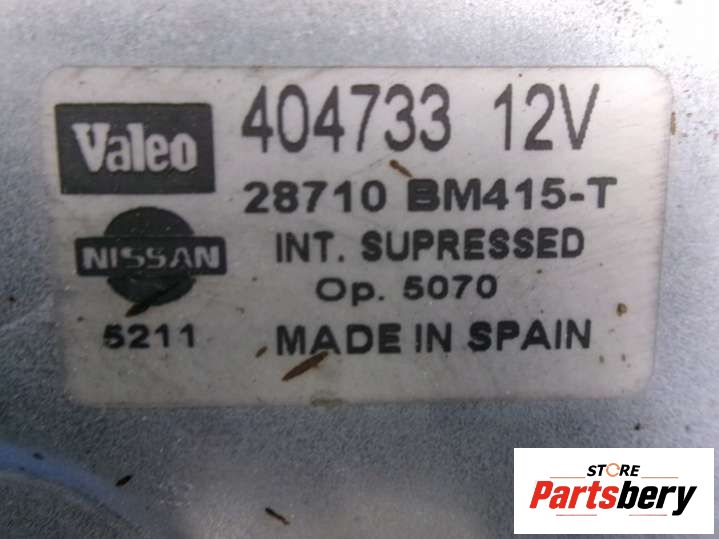 Valeo
404733 12V
28710 BM415-T
NISSAN
INT. SUPRESSED
Op. 5070
5211
MADE IN SPAIN
STORE
Partsbery